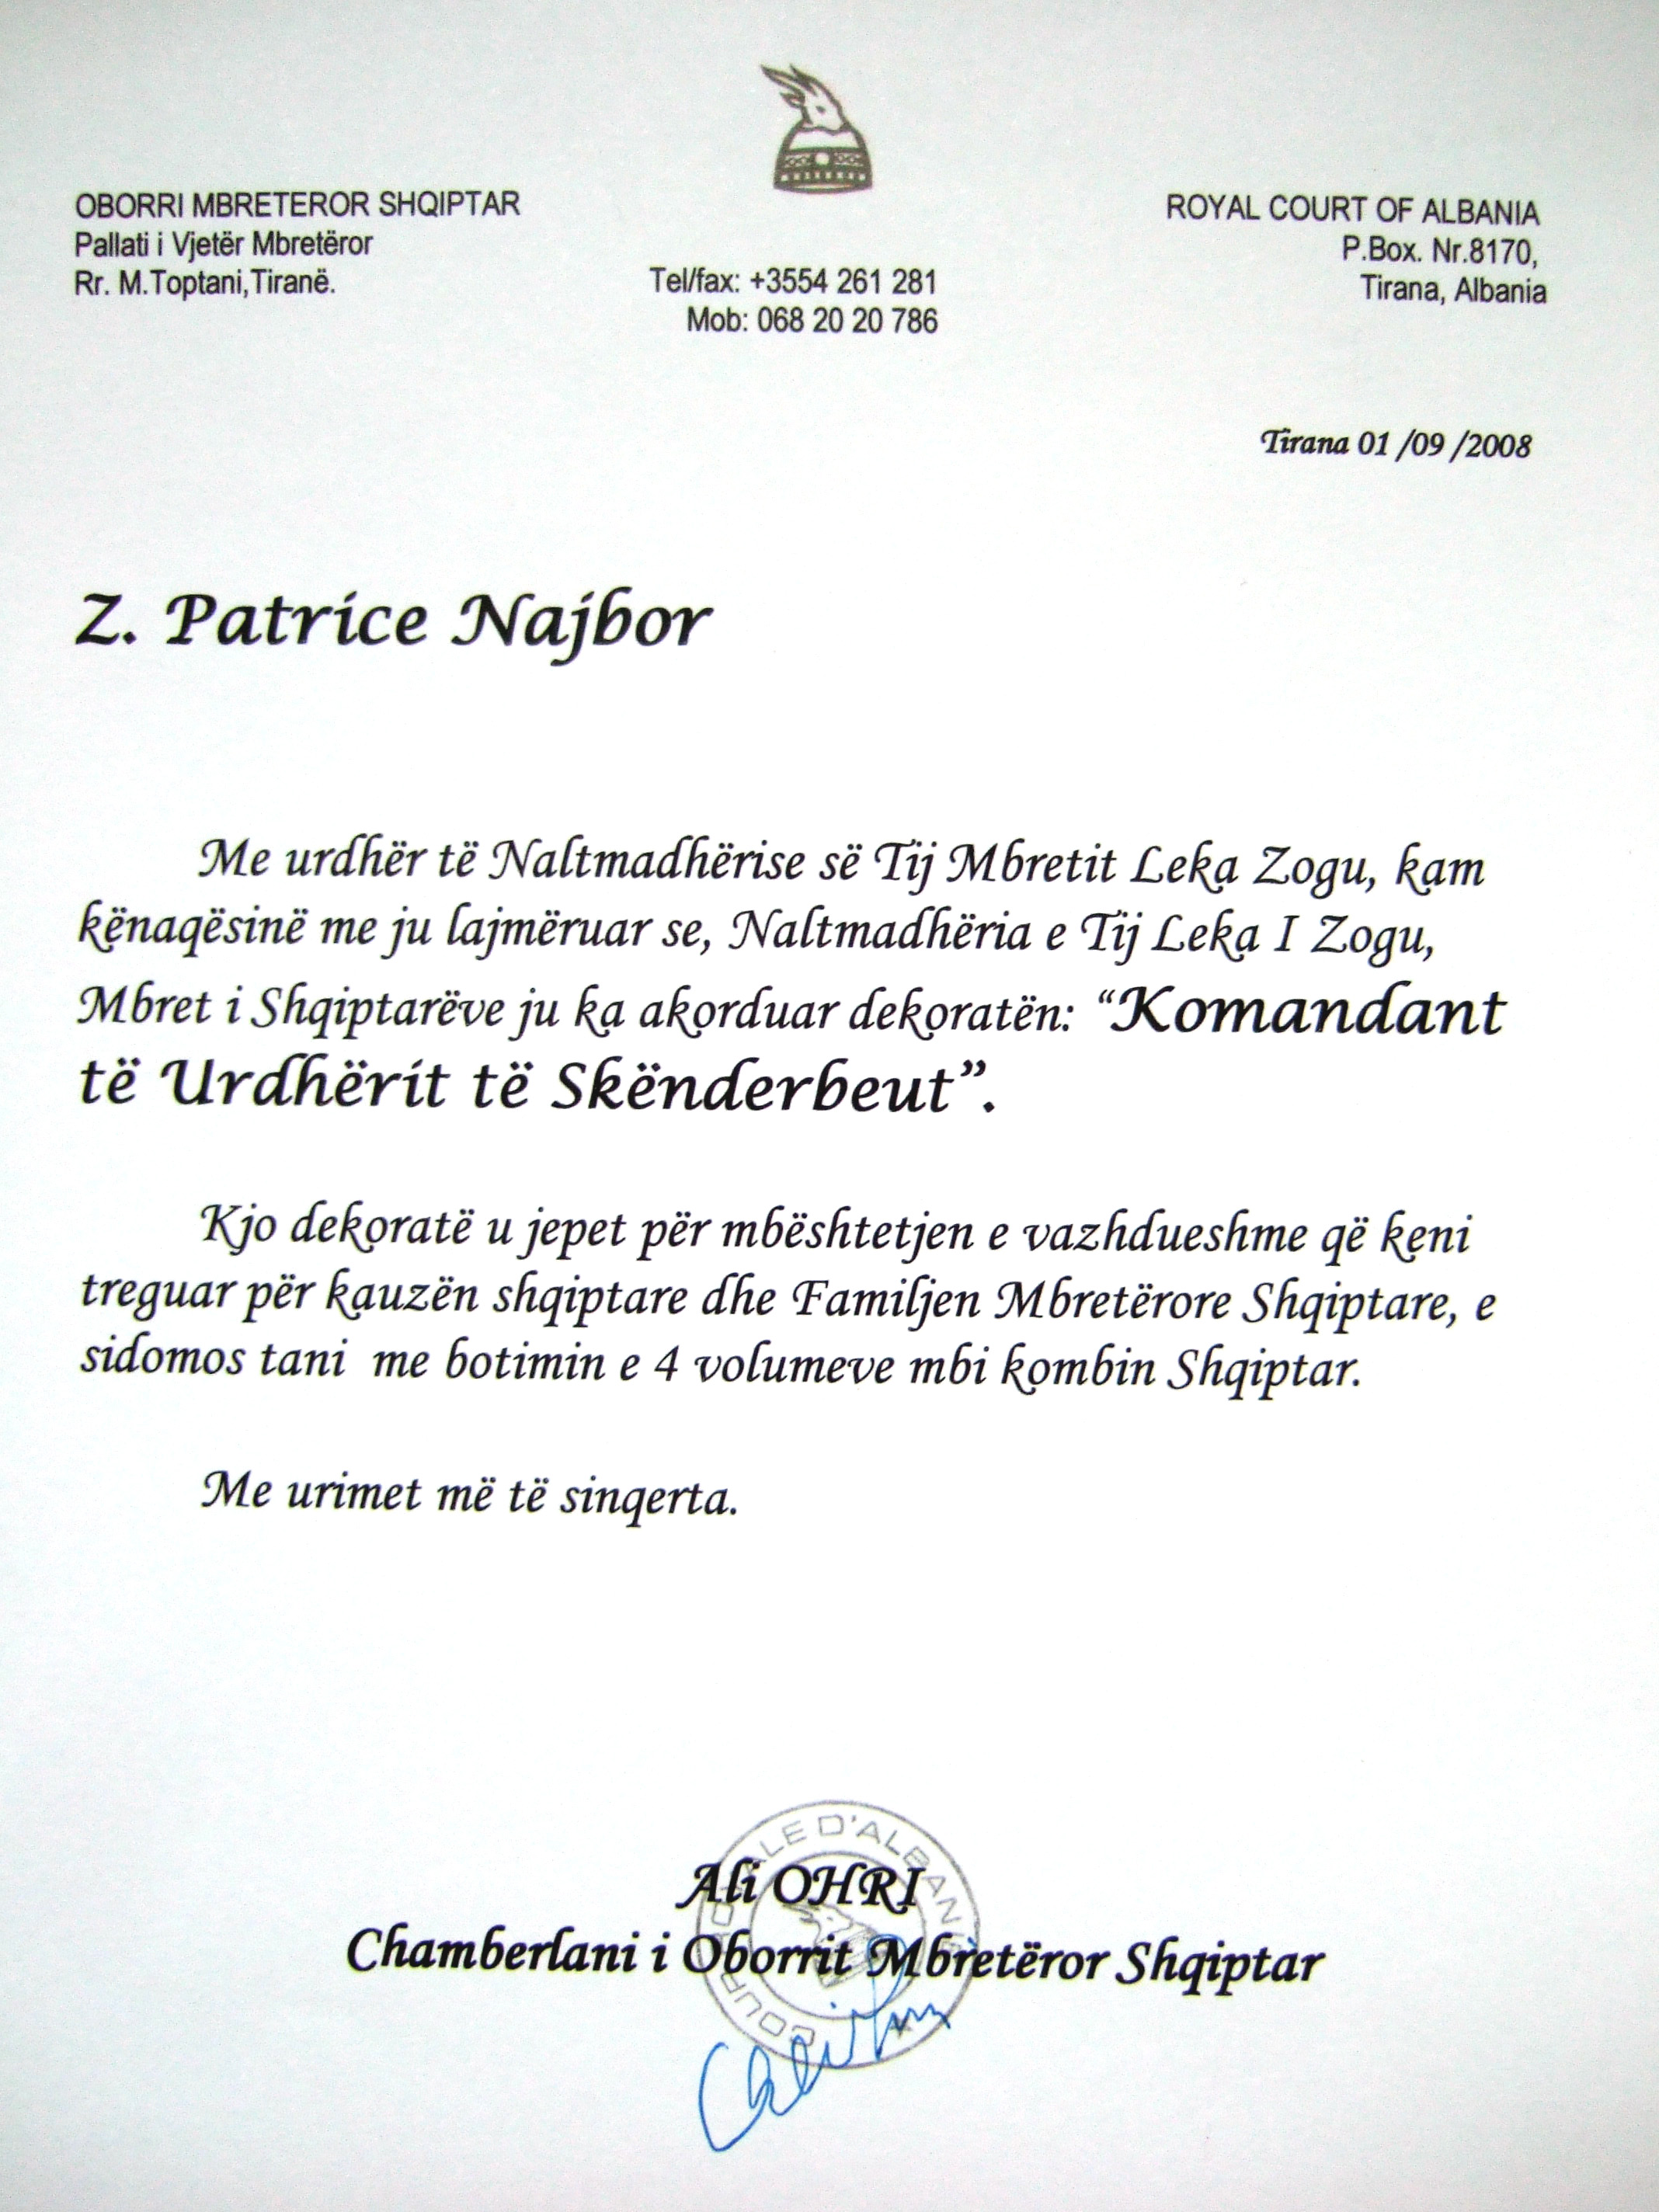 OBORRI MBRETEROR SHQIPTAR
Pallati i Vjetër Mbretëror
Rr. M.Toptani,Tiranë.
Tel/fax: +3554 261 281
Mob: 068 20 20 786
ROYAL COURT OF ALBANIA
P.Box. Nr.8170,
Tirana, Albania
Tirana 01 /09 /2008
Z. Patrice Najbor
Me urdhër të Naltmadhërise së Tij Mbretit Leka Zogu, kam
kënaqësinë me ju lajmëruar se, Naltmadhëria e Tij Leka I Zogu,
Mbret i Shqiptarëve ju ka akorduar dekoratën: “Komandant
të Urdhërit të Skënderbeut”.
Kjo dekoratë u jepet për mbështetjen e vazhdueshme që keni
treguar për kauzën shqiptare dhe Familjen Mbretërore Shqiptare, e
sidomos tani me botimin e 4 volumeve mbi kombin Shqiptar.
Me urimet më të sinqerta.
Ali OHRI
Chamberlani i Oborrit Mbretëror Shqiptar
D'ALBAN